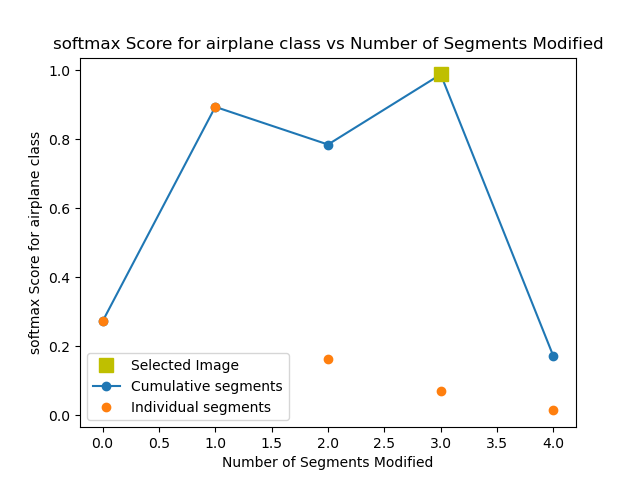 softmax Score for airplane class vs Number of Segments Modified
1.0
0.8
0.6
0.4
0.2
0.0
softmax Score for airplane class
Selected Image
Cumulative segments
Individual segments
0.0 0.5 1.0 1.5 2.0 2.5 3.0 3.5 4.0
Number of Segments Modified